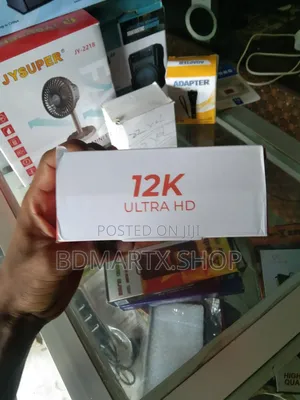 JYSUPER
JY-2218
ADAPTER
12K
ULTRA HD
POSTED ON JIJI
BDMARTX SHOP